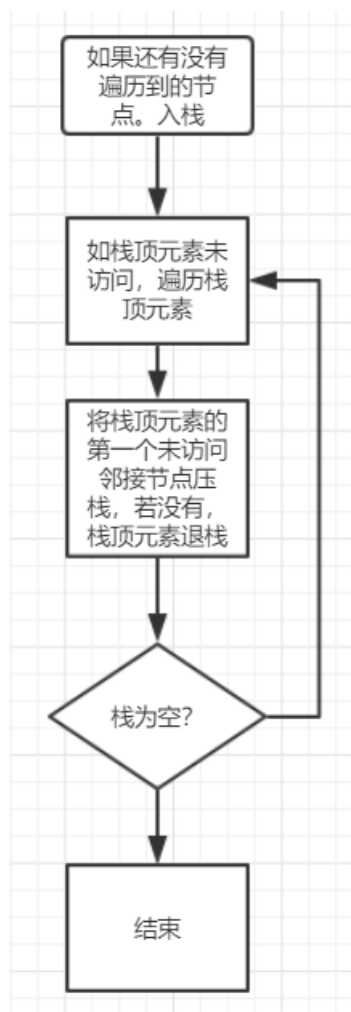 如果还有没有
遍历到的节
点。入栈
如栈顶元素未
访问，遍历栈
顶元素
将栈顶元素的
第一个未访问
邻接节点压
栈，若没有，
栈顶元素退栈
栈为空?
结束